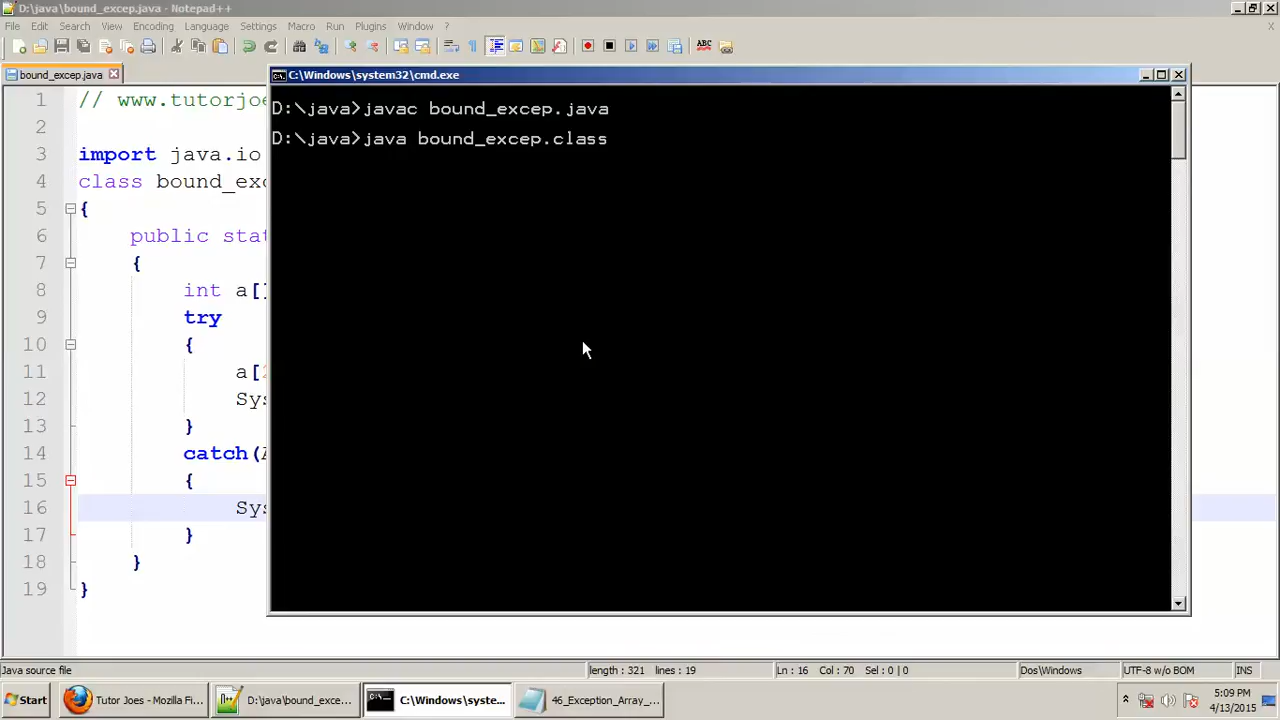 D:\java\bound_excep.java - Notepad++
File Edit Search View Encoding Language Settings Macro Run Plugins Window ?
X
ABC
bound_excep.java
C:\Windows\system32\cmd.exe
D:\java>javac bound_excep.java
D:\java>java bound_excep.class
1 // www.tutorjoe
2
3 import java.io
4 class bound_exc
5 {
6 public stat
7 {
8 int a[]
9 try
10 {
11 a[
12 Sys
13 }
14 catch(A
15 {
16 Sys
17 }
18 }
19 }
Java source file length : 321 lines : 19 Ln : 16 Col : 70 Sel : 0 | 0 Dos\Windows UTF-8 w/o BOM INS
Start Tutor Joes - Mozilla Fi... D:\java\bound_exce... C:\Windows\syste... 46_Exception_Array_... 5:09 PM
4/13/2015